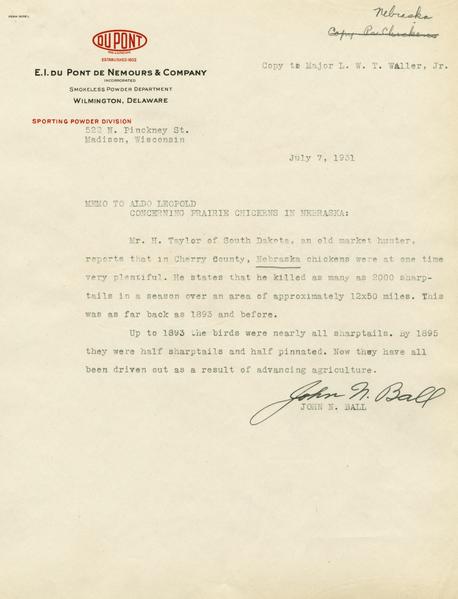 Nebraska
Copy Pr. Chickens
DU PONT
ESTABLISHED 1802
Copy to Major L. W. T. Waller, Jr.
E. I. DU PONT DE NEMOURS & COMPANY
INCORPORATED
SMOKELESS POWDER DEPARTMENT
WILMINGTON, DELAWARE
SPORTING POWDER DIVISION
522 N. Pinckney St.
Madison, Wisconsin
July 7, 1931
MEMO TO ALDO LEOPOLD
CONCERNING PRAIRIE CHICKENS IN NEBRASKA:
Mr. H. Taylor of South Dakota, an old market hunter,
reports that in Cherry County, Nebraska chickens were at one time
very plentiful. He states that he killed as many as 2000 sharp-
tails in a season over an area of approximately 12x50 miles. This
was as far back as 1893 and before.
Up to 1893 the birds were nearly all sharptails. By 1895
they were half sharptails and half pinnated. Now they have all
been driven out as a result of advancing agriculture.
John N. Ball
JOHN N. BALL